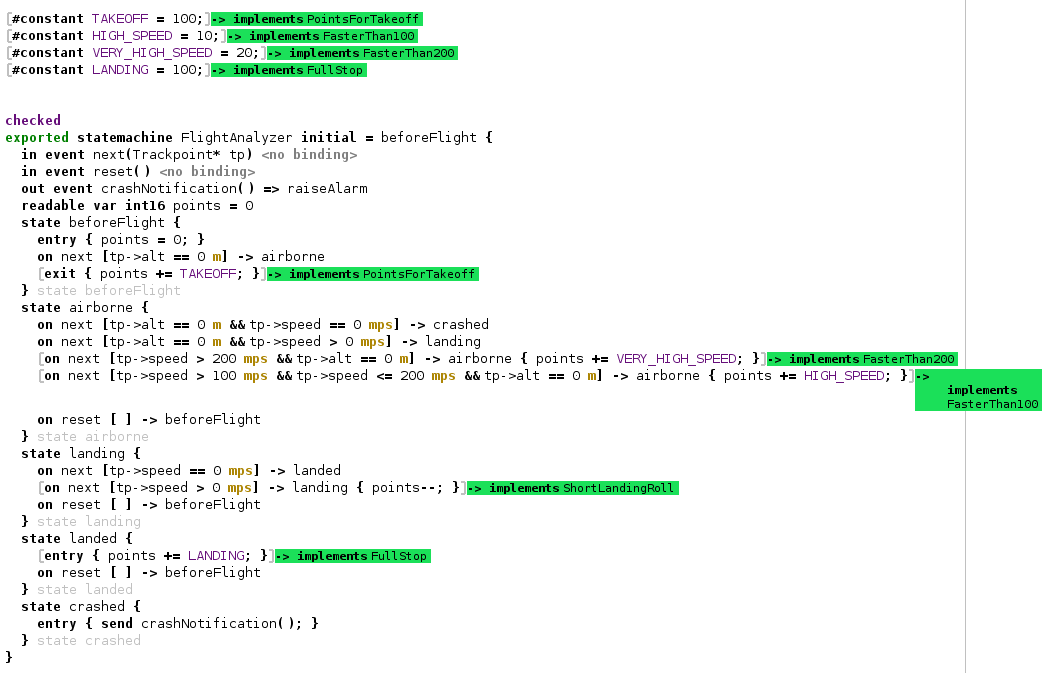 [#constant TAKEOFF = 100;]-> implements PointsForTakeoff
[#constant HIGH_SPEED = 10;]-> implements FasterThan100
[#constant VERY_HIGH_SPEED = 20;]-> implements FasterThan200
[#constant LANDING = 100;]-> implements FullStop
checked
exported statemachine FlightAnalyzer initial = beforeFlight {
in event next(Trackpoint* tp) <no binding>
in event reset() <no binding>
out event crashNotification() => raiseAlarm
readable var int16 points = 0
state beforeFlight {
entry { points = 0; }
on next [tp->alt == 0 m] -> airborne
[exit { points += TAKEOFF; }]-> implements PointsForTakeoff
} state beforeFlight
state airborne {
on next [tp->alt == 0 m && tp->speed == 0 mps] -> crashed
on next [tp->alt == 0 m && tp->speed > 0 mps] -> landing
[on next [tp->speed > 200 mps && tp->alt == 0 m] -> airborne { points += VERY_HIGH_SPEED; }]-> implements FasterThan200
[on next [tp->speed > 100 mps && tp->speed <= 200 mps && tp->alt == 0 m] -> airborne { points += HIGH_SPEED; }]->
implements
FasterThan100
on reset [ ] -> beforeFlight
} state airborne
state landing {
on next [tp->speed == 0 mps] -> landed
[on next [tp->speed > 0 mps] -> landing { points--; }]-> implements ShortLandingRoll
on reset [ ] -> beforeFlight
} state landing
state landed {
[entry { points += LANDING; }]-> implements FullStop
on reset [ ] -> beforeFlight
} state landed
state crashed {
entry { send crashNotification(); }
} state crashed
}